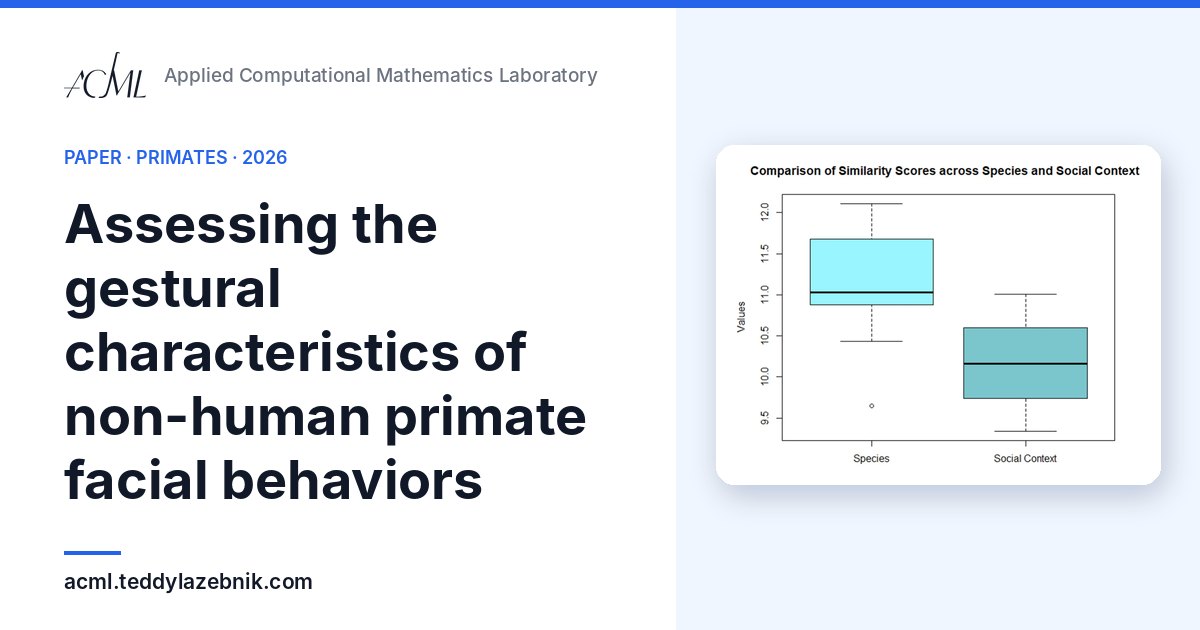 ACML Applied Computational Mathematics Laboratory
PAPER · PRIMATES · 2026
Assessing the
gestural
characteristics of
non-human primate
facial behaviors
acml.teddylazebnik.com
Comparison of Similarity Scores across Species and Social Context
Values
12.0
11.5
11.0
10.5
10.0
9.5
Species
Social Context